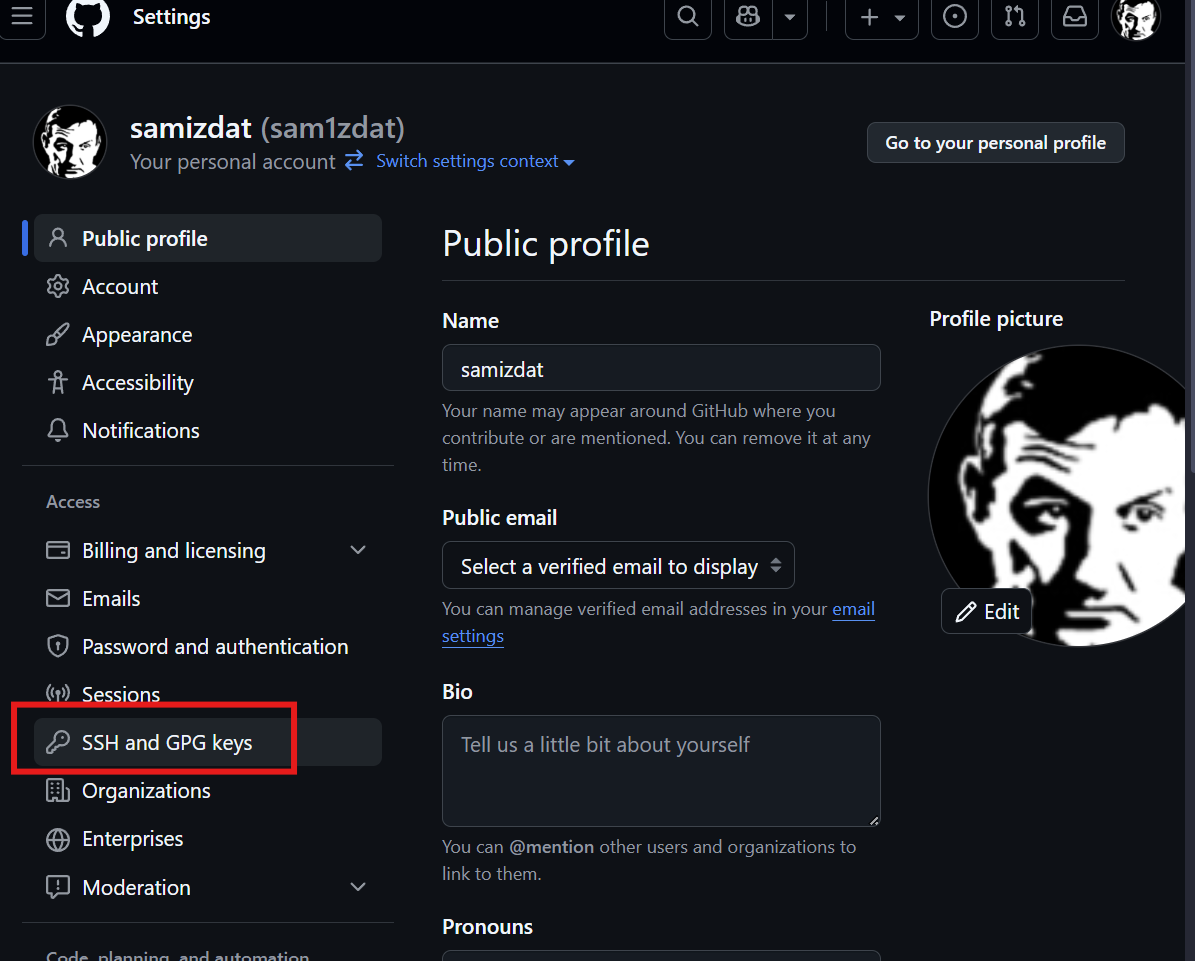 Settings
samizdat (sam1zdat)
Your personal account Switch settings context
Go to your personal profile
Public profile
Account
Appearance
Accessibility
Notifications
Access
Billing and licensing
Emails
Password and authentication
Sessions
SSH and GPG keys
Organizations
Enterprises
Moderation
Code, planning, and automation
Public profile
Name
samizdat
Your name may appear around GitHub where you
contribute or are mentioned. You can remove it at any
time.
Public email
Select a verified email to display
You can manage verified email addresses in your email
settings
Bio
Tell us a little bit about yourself
You can @mention other users and organizations to
link to them.
Pronouns
Profile picture
Edit